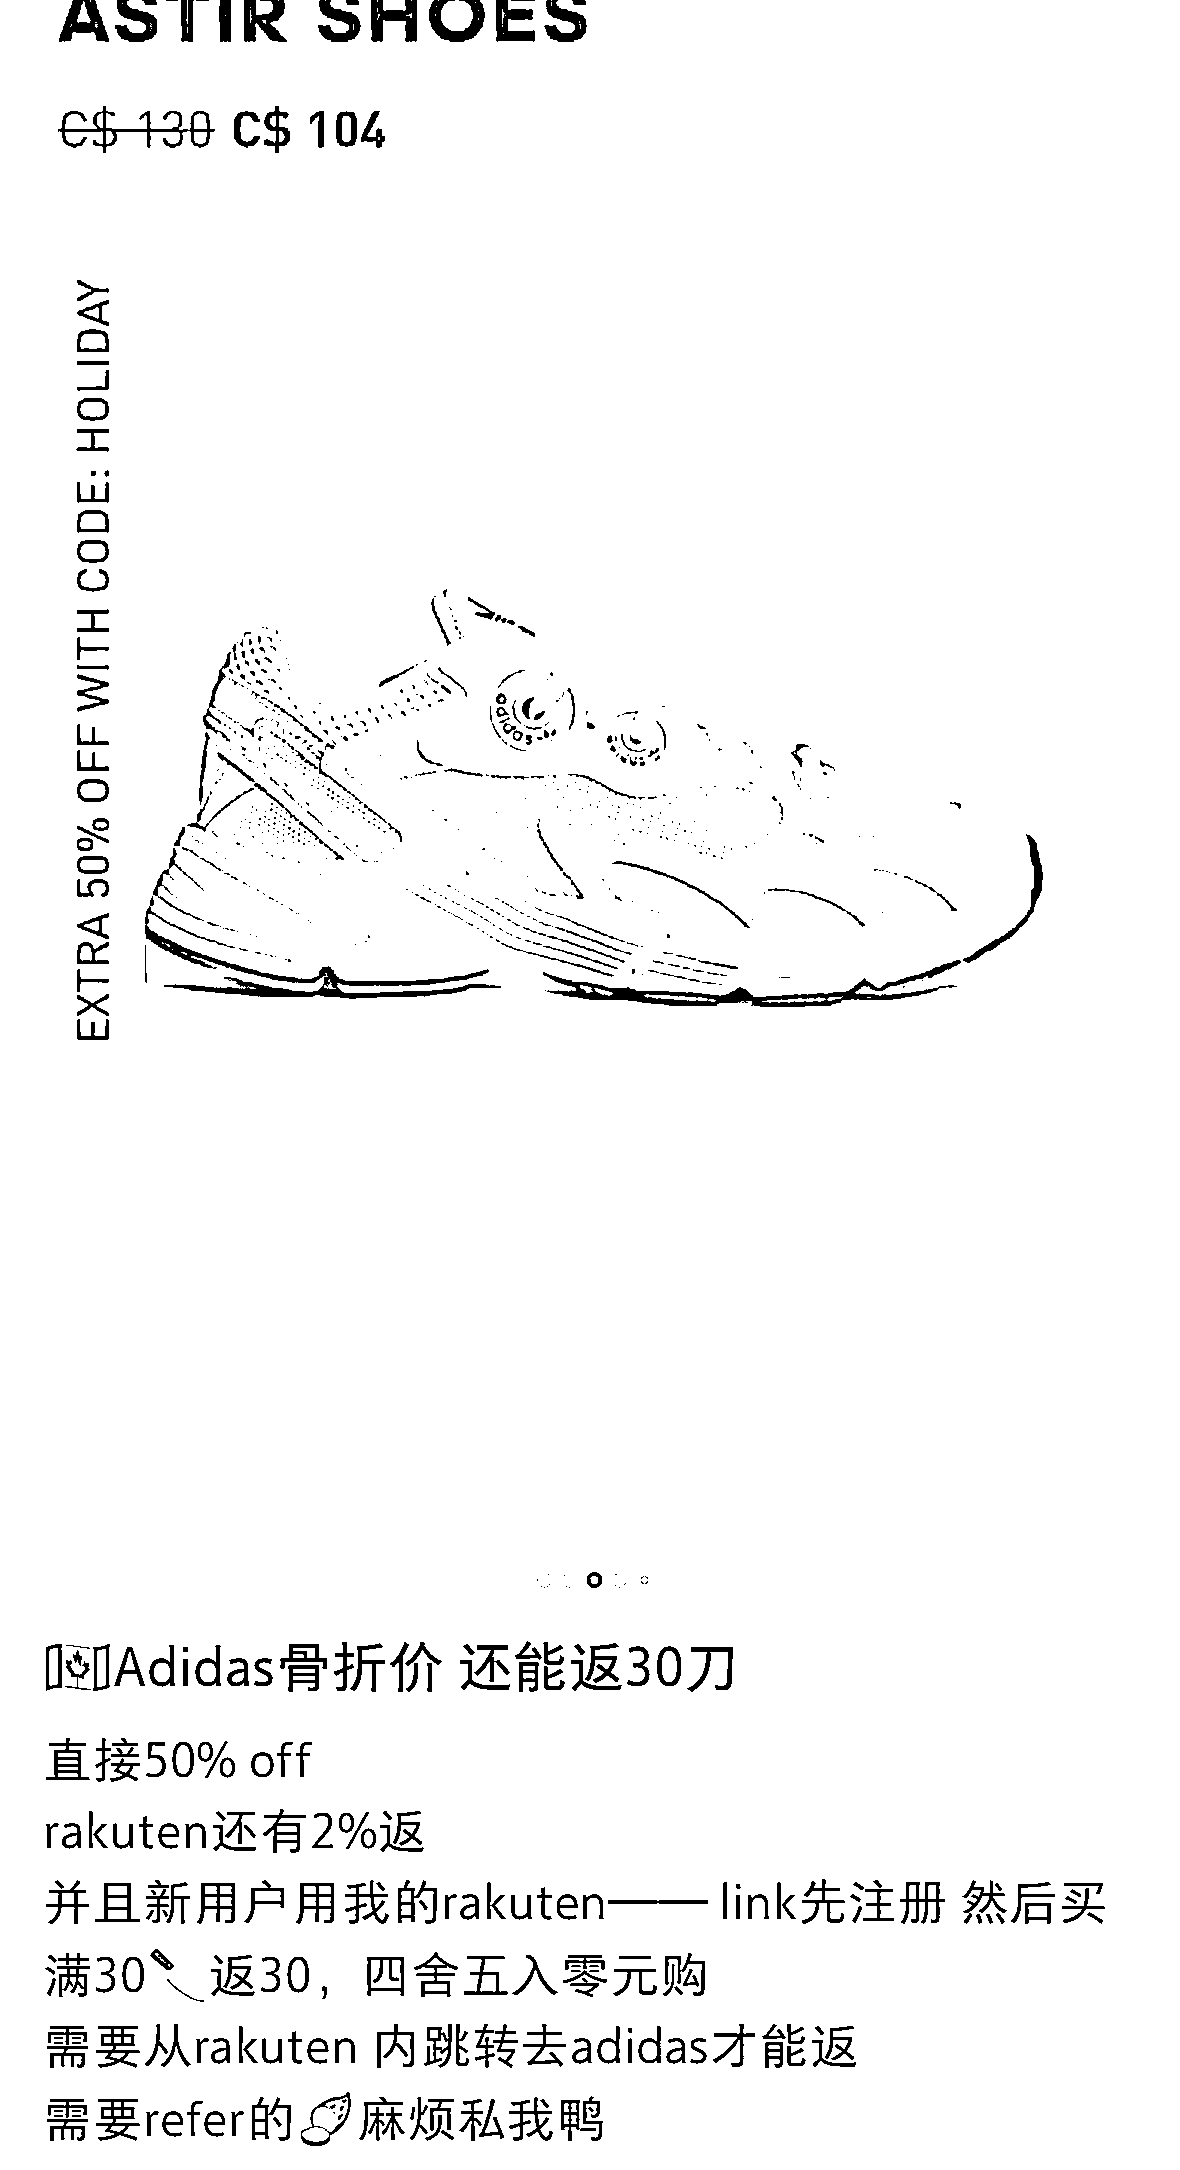 ASTIR SHOES
C$ 130 C$ 104
EXTRA 50% OFF WITH CODE: HOLIDAY
adidas
🇨🇦Adidas骨折价 还能返30刀
直接50% off
rakuten还有2%返
并且新用户用我的rakuten—— link先注册 然后买
满30🔪返30，四舍五入零元购
需要从rakuten 内跳转去adidas才能返
需要refer的🍠麻烦私我鸭